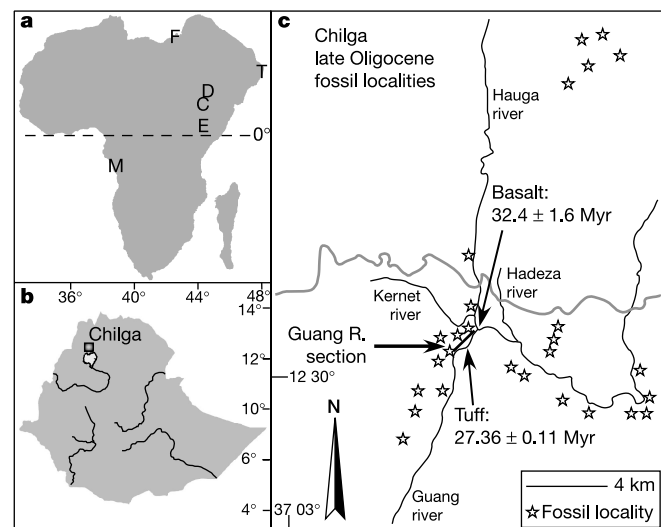 a
F
T
D
C
E
0°
M
36°
40°
44°
48°
b
Chilga
14°
12°
10°
6°
4°
c
Chilga
late Oligocene
fossil localities
Hauga
river
Basalt:
32.4 ± 1.6 Myr
Hadeza
river
Kernet
river
Guang R.
section
12 30
Tuff:
27.36 ± 0.11 Myr
N
Guang
river
37 03
4 km
Fossil locality